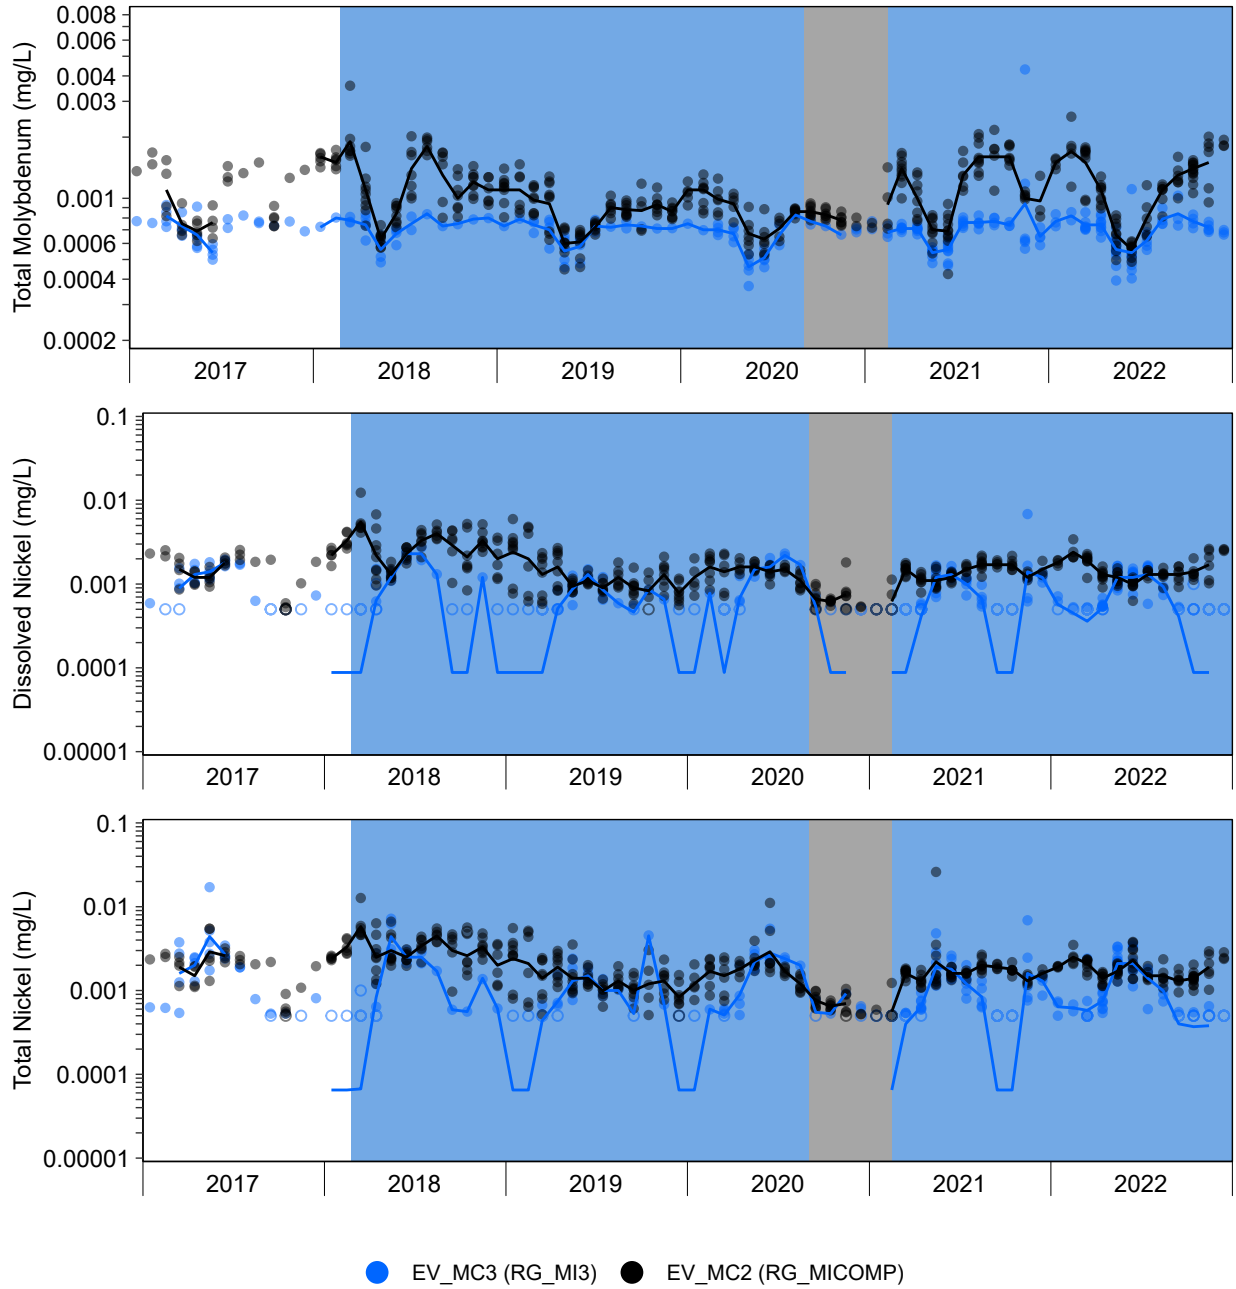 Total Molybdenum (mg/L)
0.008
0.006
0.004
0.003
0.001
0.0006
0.0004
0.0002
2017 2018 2019 2020 2021 2022
Dissolved Nickel (mg/L)
0.1
0.01
0.001
0.0001
0.00001
2017 2018 2019 2020 2021 2022
Total Nickel (mg/L)
0.1
0.01
0.001
0.0001
0.00001
2017 2018 2019 2020 2021 2022
EV_MC3 (RG_MI3) EV_MC2 (RG_MICOMP)